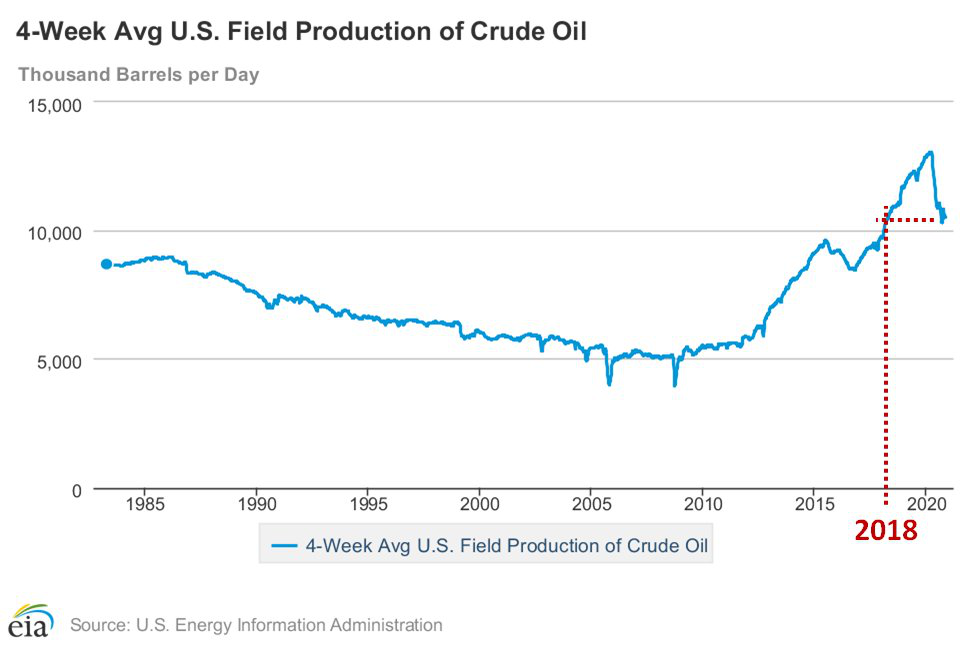 4-Week Avg U.S. Field Production of Crude Oil
Thousand Barrels per Day
15,000
10,000
5,000
0
1985 1990 1995 2000 2005 2010 2015 2020
2018
4-Week Avg U.S. Field Production of Crude Oil
eia Source: U.S. Energy Information Administration